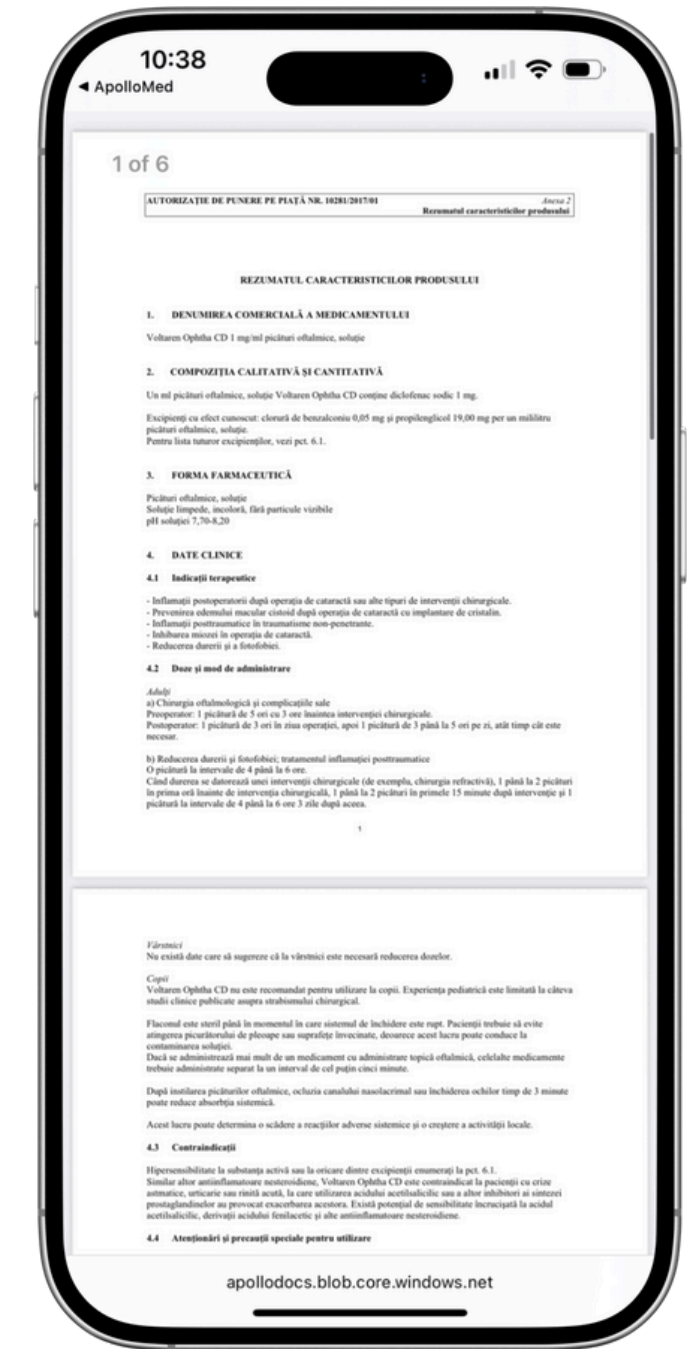 10:38
◀ ApolloMed
1 of 6
AUTORIZAȚIE DE PUNERE PE PIAȚĂ NR. 10281/2017/01 Anexa 2
Rezumatul caracteristicilor produsului
REZUMATUL CARACTERISTICILOR PRODUSULUI
1. DENUMIREA COMERCIALĂ A MEDICAMENTULUI
Voltaren Ophtha CD 1 mg/ml picături oftalmice, soluție
2. COMPOZIȚIA CALITATIVĂ ȘI CANTITATIVĂ
Un ml picături oftalmice, soluție Voltaren Ophtha CD conține diclofenac sodic 1 mg.
Excipienți cu efect cunoscut: clorură de benzalconiu 0,05 mg și propilenglicol 19,00 mg per un mililitru
picături oftalmice, soluție.
Pentru lista tuturor excipienților, vezi pct. 6.1.
3. FORMA FARMACEUTICĂ
Picături oftalmice, soluție
Soluție limpede, incoloră, fără particule vizibile
pH soluției 7,70-8,20
4. DATE CLINICE
4.1 Indicații terapeutice
- Inflamații postoperatorii după operația de cataractă sau alte tipuri de intervenții chirurgicale.
- Prevenirea edemului macular cistoid după operația de cataractă cu implantare de cristalin.
- Inflamații posttraumatice în traumatisme non-penetrante.
- Inhibarea miozei în operația de cataractă.
- Reducerea durerii și a fotofobiei.
4.2 Doze și mod de administrare
Adulți
a) Chirurgia oftalmologică și complicațiile sale
Preoperator: 1 picătură de 5 ori cu 3 ore înaintea intervenției chirurgicale.
Postoperator: 1 picătură de 3 ori în ziua operației, apoi 1 picătură de 3 până la 5 ori pe zi, atât timp cât este
necesar.
b) Reducerea durerii și fotofobiei; tratamentul inflamației posttraumatice
O picătură la intervale de 4 până la 6 ore.
Când durerea se datorează unei intervenții chirurgicale (de exemplu, chirurgia refractivă), 1 până la 2 picături
în prima oră înainte de intervenția chirurgicală, 1 până la 2 picături în primele 15 minute după intervenție și 1
picătură la intervale de 4 până la 6 ore 3 zile după aceea.
1
Vârstnici
Nu există date care să sugereze că la vârstnici este necesară reducerea dozelor.
Copii
Voltaren Ophtha CD nu este recomandat pentru utilizare la copii. Experiența pediatrică este limitată la câteva
studii clinice publicate asupra strabismului chirurgical.
Flaconul este steril până în momentul în care sistemul de închidere este rupt. Pacienții trebuie să evite
atingerea picurătorului de pleoape sau suprafețe învecinate, deoarece acest lucru poate conduce la
contaminarea soluției.
Dacă se administrează mai mult de un medicament cu administrare topică oftalmică, celelalte medicamente
trebuie administrate separat la un interval de cel puțin cinci minute.
După instilarea picăturilor oftalmice, ocluzia canalului nasolacrimal sau închiderea ochilor timp de 3 minute
poate reduce absorbția sistemică.
Acest lucru poate determina o scădere a reacțiilor adverse sistemice și o creștere a activității locale.
4.3 Contraindicații
Hipersensibilitate la substanța activă sau la oricare dintre excipienții enumerați la pct. 6.1.
Similar altor antiinflamatoare nesteroidiene, Voltaren Ophtha CD este contraindicat la pacienții cu crize
astmatice, urticarie sau rinită acută, la care utilizarea acidului acetilsalicilic sau a altor inhibitori ai sintezei
prostaglandinelor au provocat exacerbarea acestora. Există potențial de sensibilitate încrucișată la acidul
acetilsalicilic, derivații acidului fenilacetic și alte antiinflamatoare nesteroidiene.
4.4 Atenționări și precauții speciale pentru utilizare
apollodocs.blob.core.windows.net